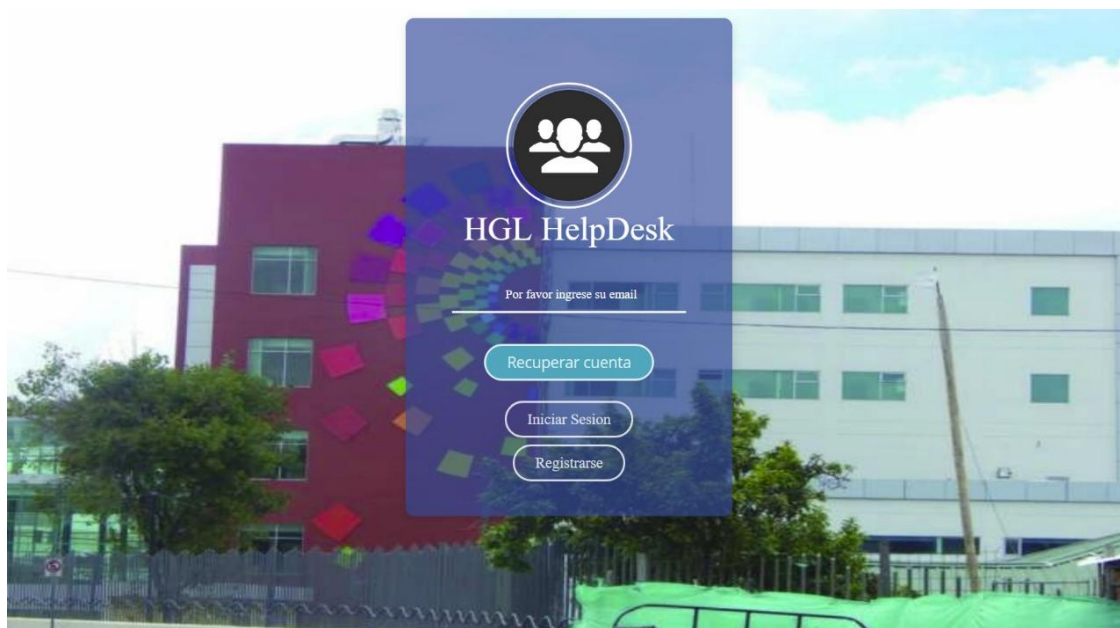 HGL HelpDesk
Por favor ingrese su email
Recuperar cuenta
Iniciar Sesion
Registrarse